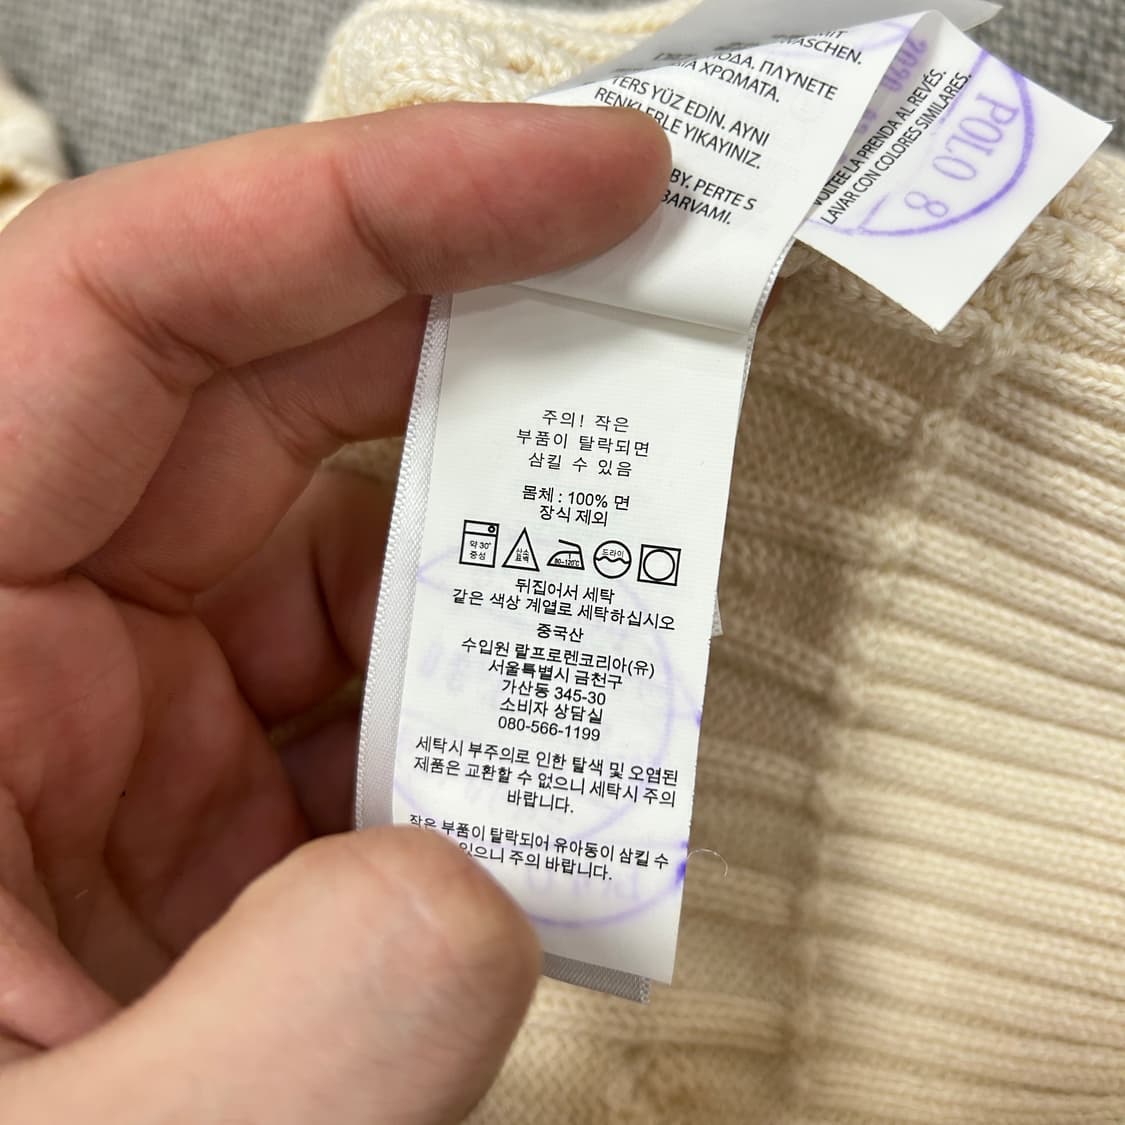 WASCHEN.
ΠΛΥΝΕΤΕ
ΧΡΩΜΑΤΑ.
TERS YÜZ EDİN. AYNI
YIKAYINIZ.
BY. PERTE S
BARVAMI.
VOLTEE LA PRENDA AL REVÉS.
LAVAR CON COLORES SIMILARES.
POLO 8
주의! 작은
부품이 탈락되면
삼킬 수 있음
몸체 : 100% 면
장식 제외
약 30°
중성
산소
표백
80~120℃
드라이
뒤집어서 세탁
같은 색상 계열로 세탁하십시오
중국산
수입원 랄프로렌코리아(유)
서울특별시 금천구
가산동 345-30
소비자 상담실
080-566-1199
세탁시 부주의로 인한 탈색 및 오염된
제품은 교환할 수 없으니 세탁시 주의
바랍니다.
작은 부품이 탈락되어 유아동이 삼킬 수
있으니 주의 바랍니다.